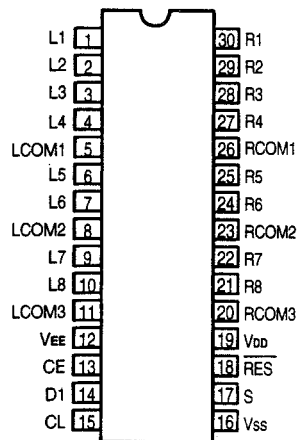 L1 1 30 R1
L2 2 29 R2
L3 3 28 R3
L4 4 27 R4
LCOM1 5 26 RCOM1
L5 6 25 R5
L6 7 24 R6
LCOM2 8 23 RCOM2
L7 9 22 R7
L8 10 21 R8
LCOM3 11 20 RCOM3
VEE 12 19 VDD
CE 13 18 R̅E̅S̅
D1 14 17 S
CL 15 16 VSS